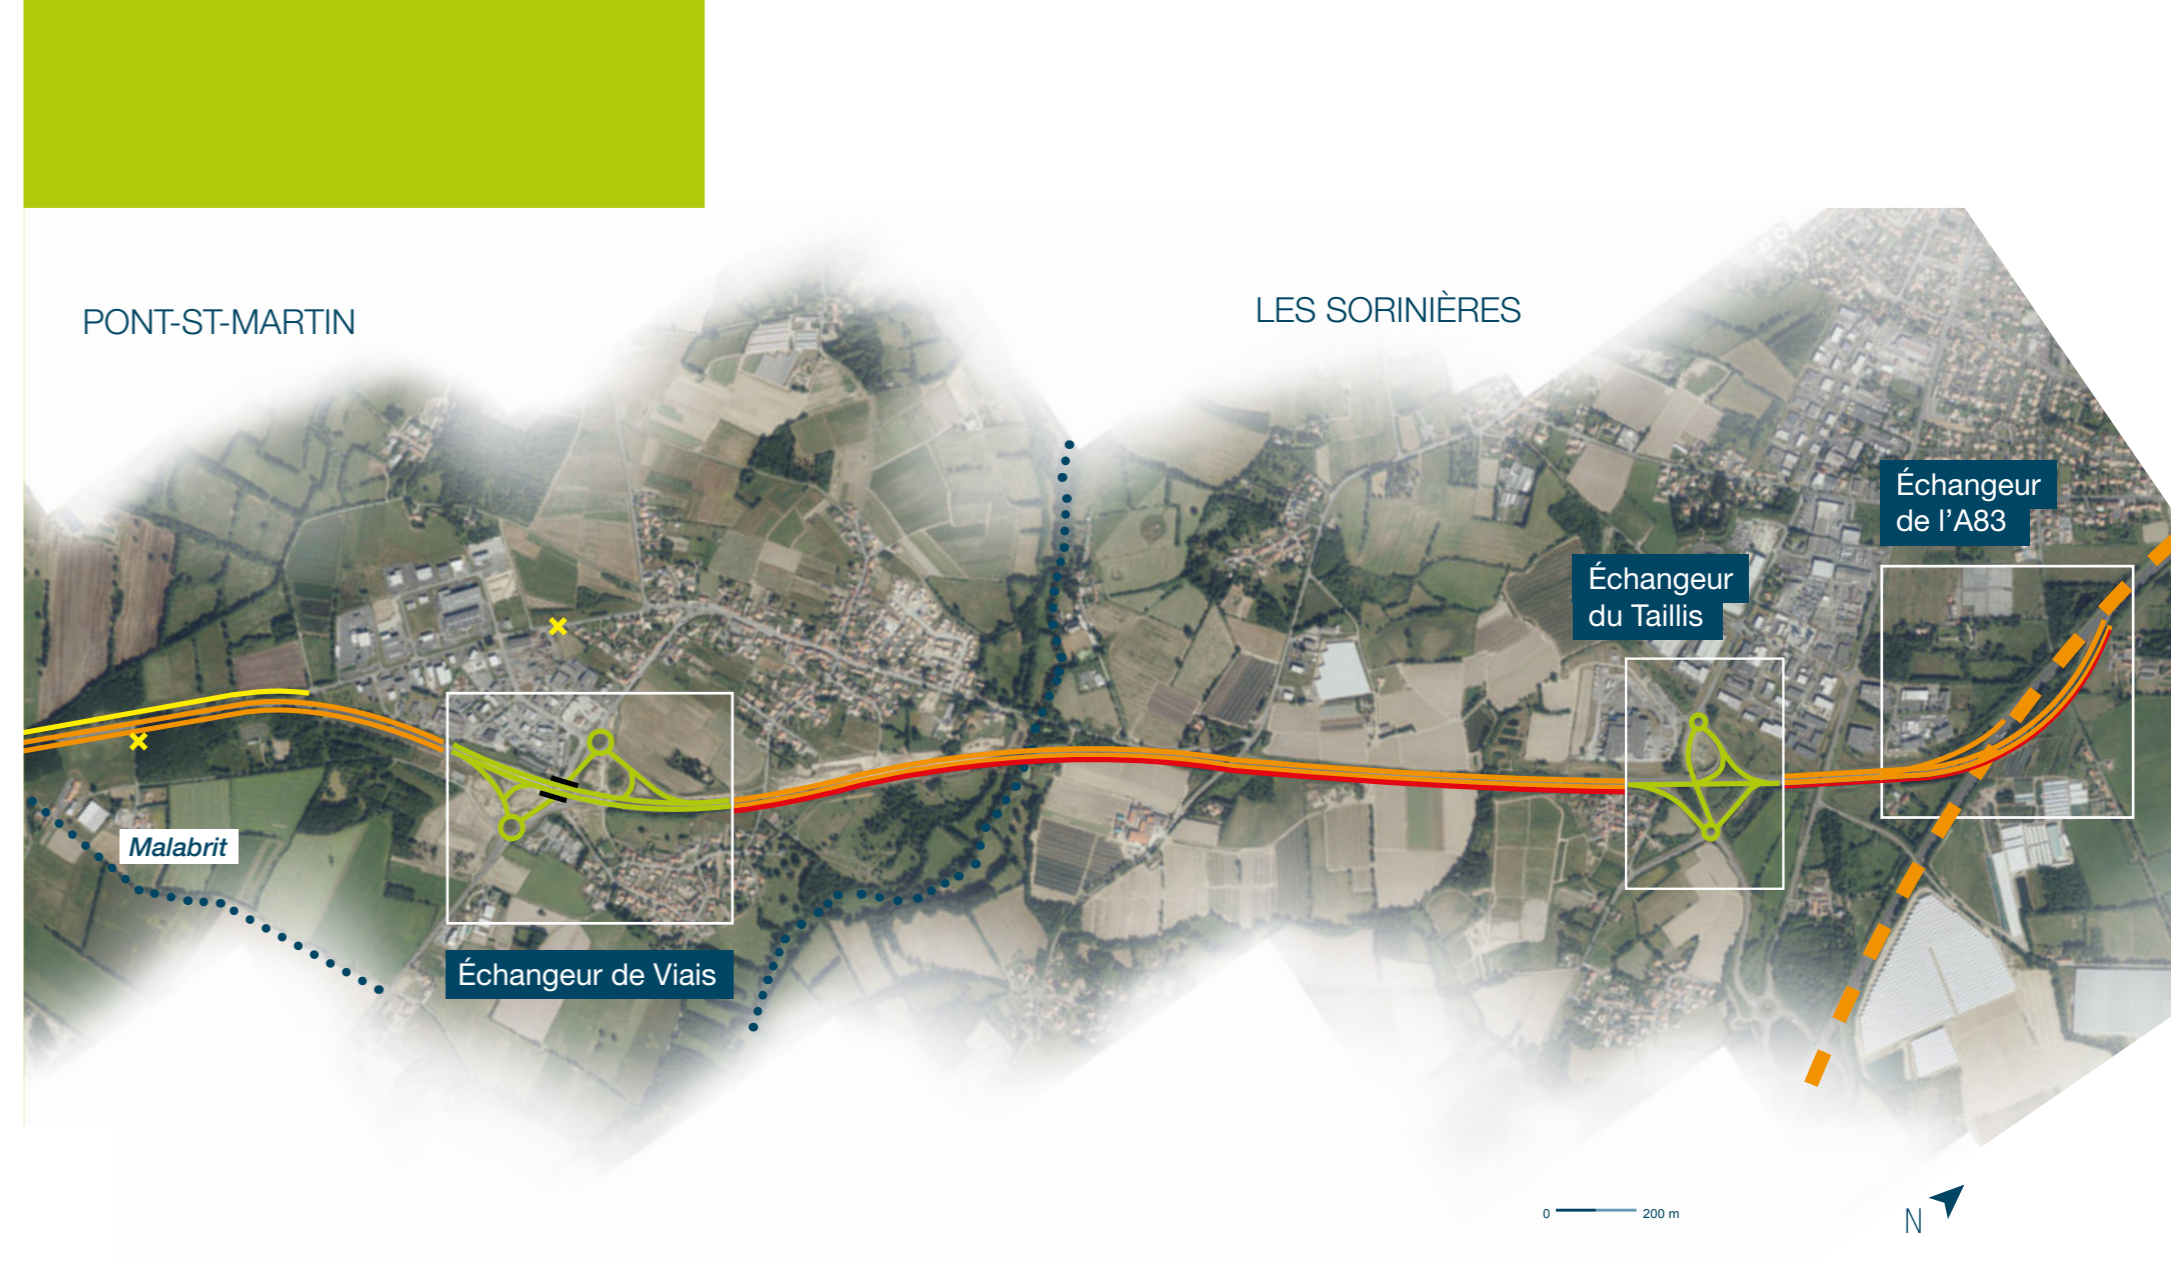 PONT-ST-MARTIN
LES SORINIÈRES
Échangeur
de l'A83
Échangeur
du Taillis
Malabrit
Échangeur de Viais
0 200 m
N